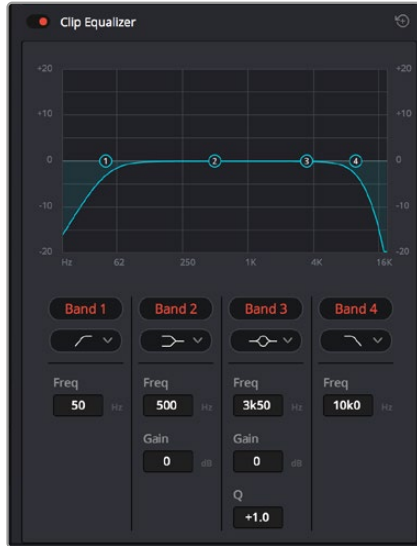 Clip Equalizer
+20 +20
+10 +10
1 2 3 4
0 0
-10 -10
-20 -20
Hz 62 250 1K 4K 16K
Band 1 Band 2 Band 3 Band 4
Freq Freq Freq Freq
50 Hz 500 Hz 3k50 Hz 10k0 Hz
Gain Gain
0 dB 0 dB
Q
+1.0